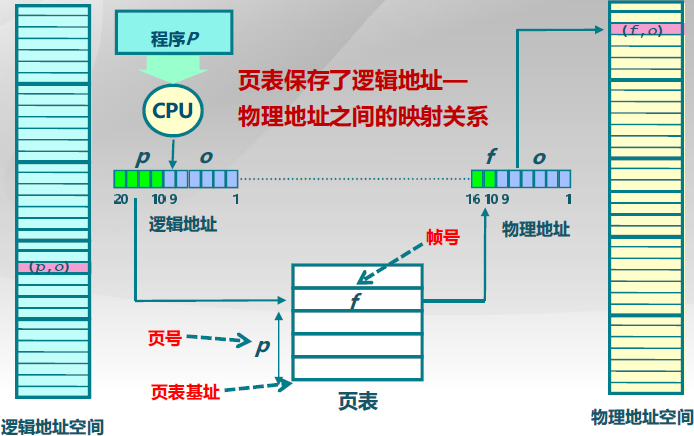 程序P
(f,o)
CPU
页表保存了逻辑地址—
物理地址之间的映射关系
p o
f o
20 10 9 1
16 10 9 1
逻辑地址
物理地址
帧号
(p,o)
f
页号
p
页表基址
页表
逻辑地址空间
物理地址空间